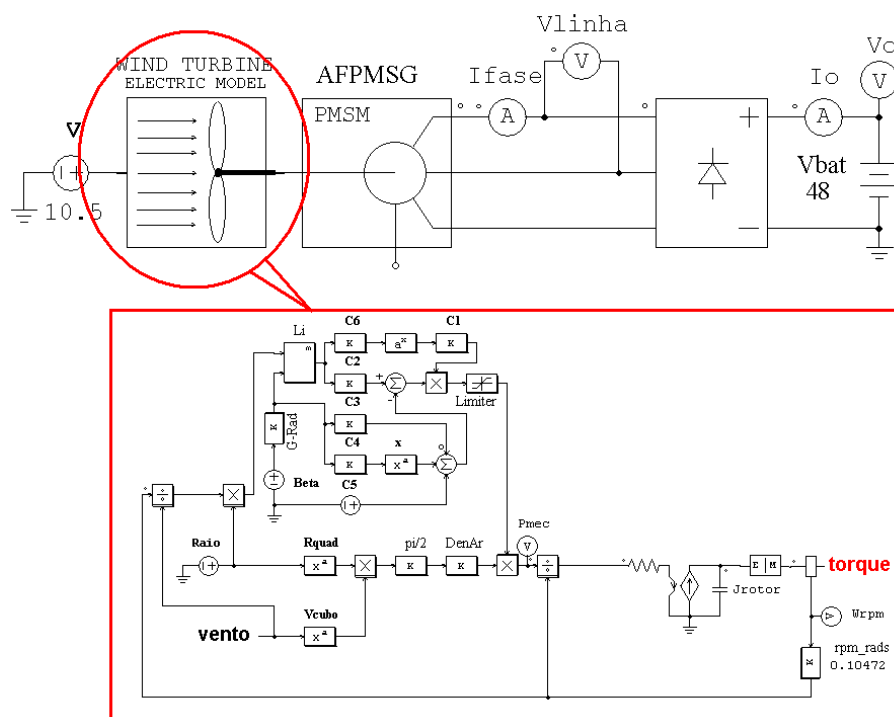 Vlinha
V
WIND TURBINE
ELECTRIC MODEL
AFPMSG
Ifase
Io
Vo
V
V
PMSM
A
+
A
Vbat
48
10.5
C6
C1
Li
m
K
a^x
K
C2
K
+
Σ
-
X
Limiter
C3
K
K
G-Rad
C4
x
K
x^a
Σ
Beta
C5
÷
X
Raio
Rquad
pi/2
DenAr
Pmec
V
x^a
X
K
K
X
÷
E M
torque
Jrotor
vento
Vcubo
x^a
V
Wrpm
rpm_rads
K
0.10472